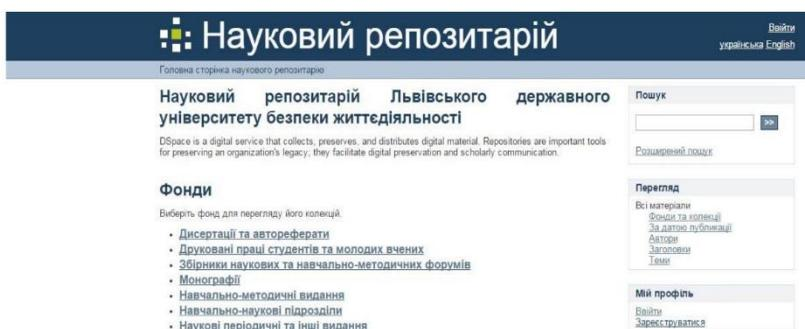 Науковий репозитарій
Ввійти
українська English
Головна сторінка наукового репозитарію
Науковий репозитарій Львівського державного
університету безпеки життєдіяльності
DSpace is a digital service that collects, preserves, and distributes digital material. Repositories are important tools
for preserving an organization's legacy; they facilitate digital preservation and scholarly communication.
Фонди
Виберіть фонд для перегляду його колекцій.
Дисертації та автореферати
Друковані праці студентів та молодих вчених
Збірники наукових та навчально-методичних форумів
Монографії
Навчально-методичні видання
Навчально-наукові підрозділи
Наукові періодичні та інші видання
Пошук
>>
Розширений пошук
Перегляд
Всі матеріали
Фонди та колекції
За датою публикації
Автори
Заголовки
Теми
Мій профіль
Ввійти
Зареєструватися